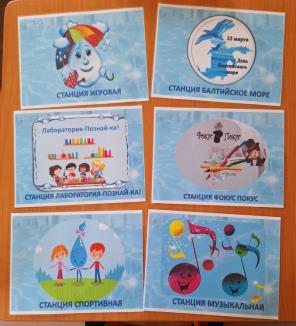 СТАНЦИЯ ИГРОВАЯ
22 марта
День
Балтийского
моря
СТАНЦИЯ БАЛТИЙСКОЕ МОРЕ
Лаборатория-Познай-ка!
СТАНЦИЯ ЛАБОРАТОРИЯ-ПОЗНАЙ-КА!
Фокус Покус
СТАНЦИЯ ФОКУС ПОКУС
СТАНЦИЯ СПОРТИВНАЯ
СТАНЦИЯ МУЗЫКАЛЬНАЯ